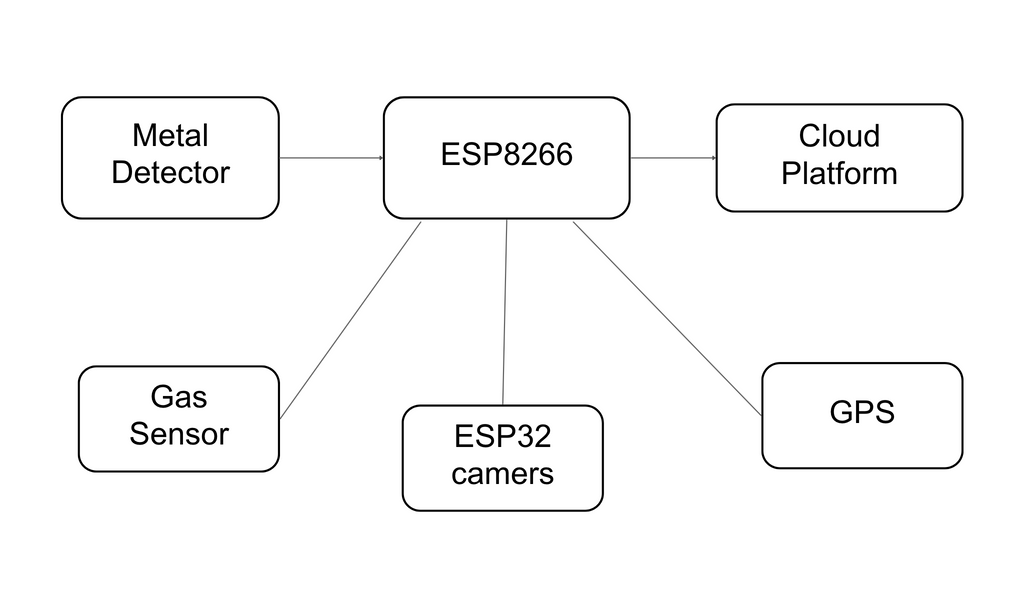 Metal
Detector
ESP8266
Cloud
Platform
Gas
Sensor
ESP32
camers
GPS